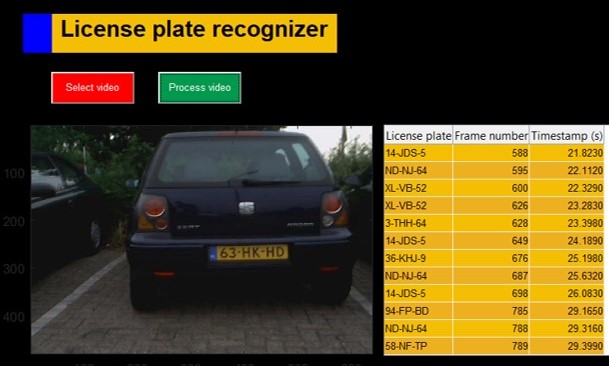 License plate recognizer
Select video
Process video
100
200
300
400
SEAT
63-HK-HD
License plate Frame number Timestamp (s)
14-JDS-5 588 21.8230
ND-NJ-64 595 22.1120
XL-VB-52 600 22.3290
XL-VB-52 626 23.2830
3-THH-64 628 23.3980
14-JDS-5 649 24.1890
36-KHJ-9 676 25.1980
ND-NJ-64 687 25.6320
14-JDS-5 698 26.0830
94-FP-BD 785 29.1650
ND-NJ-64 788 29.3160
58-NF-TP 789 29.3990